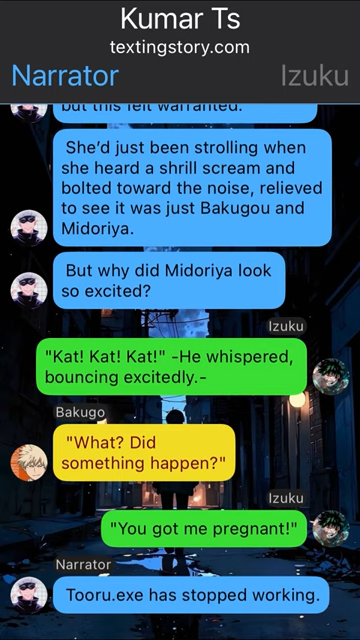 Kumar Ts
textingstory.com
Narrator
Izuku
but this felt warranted.
She’d just been strolling when
she heard a shrill scream and
bolted toward the noise, relieved
to see it was just Bakugou and
Midoriya.
But why did Midoriya look
so excited?
Izuku
"Kat! Kat! Kat!" -He whispered,
bouncing excitedly.-
Bakugo
"What? Did
something happen?"
Izuku
"You got me pregnant!"
Narrator
Tooru.exe has stopped working.